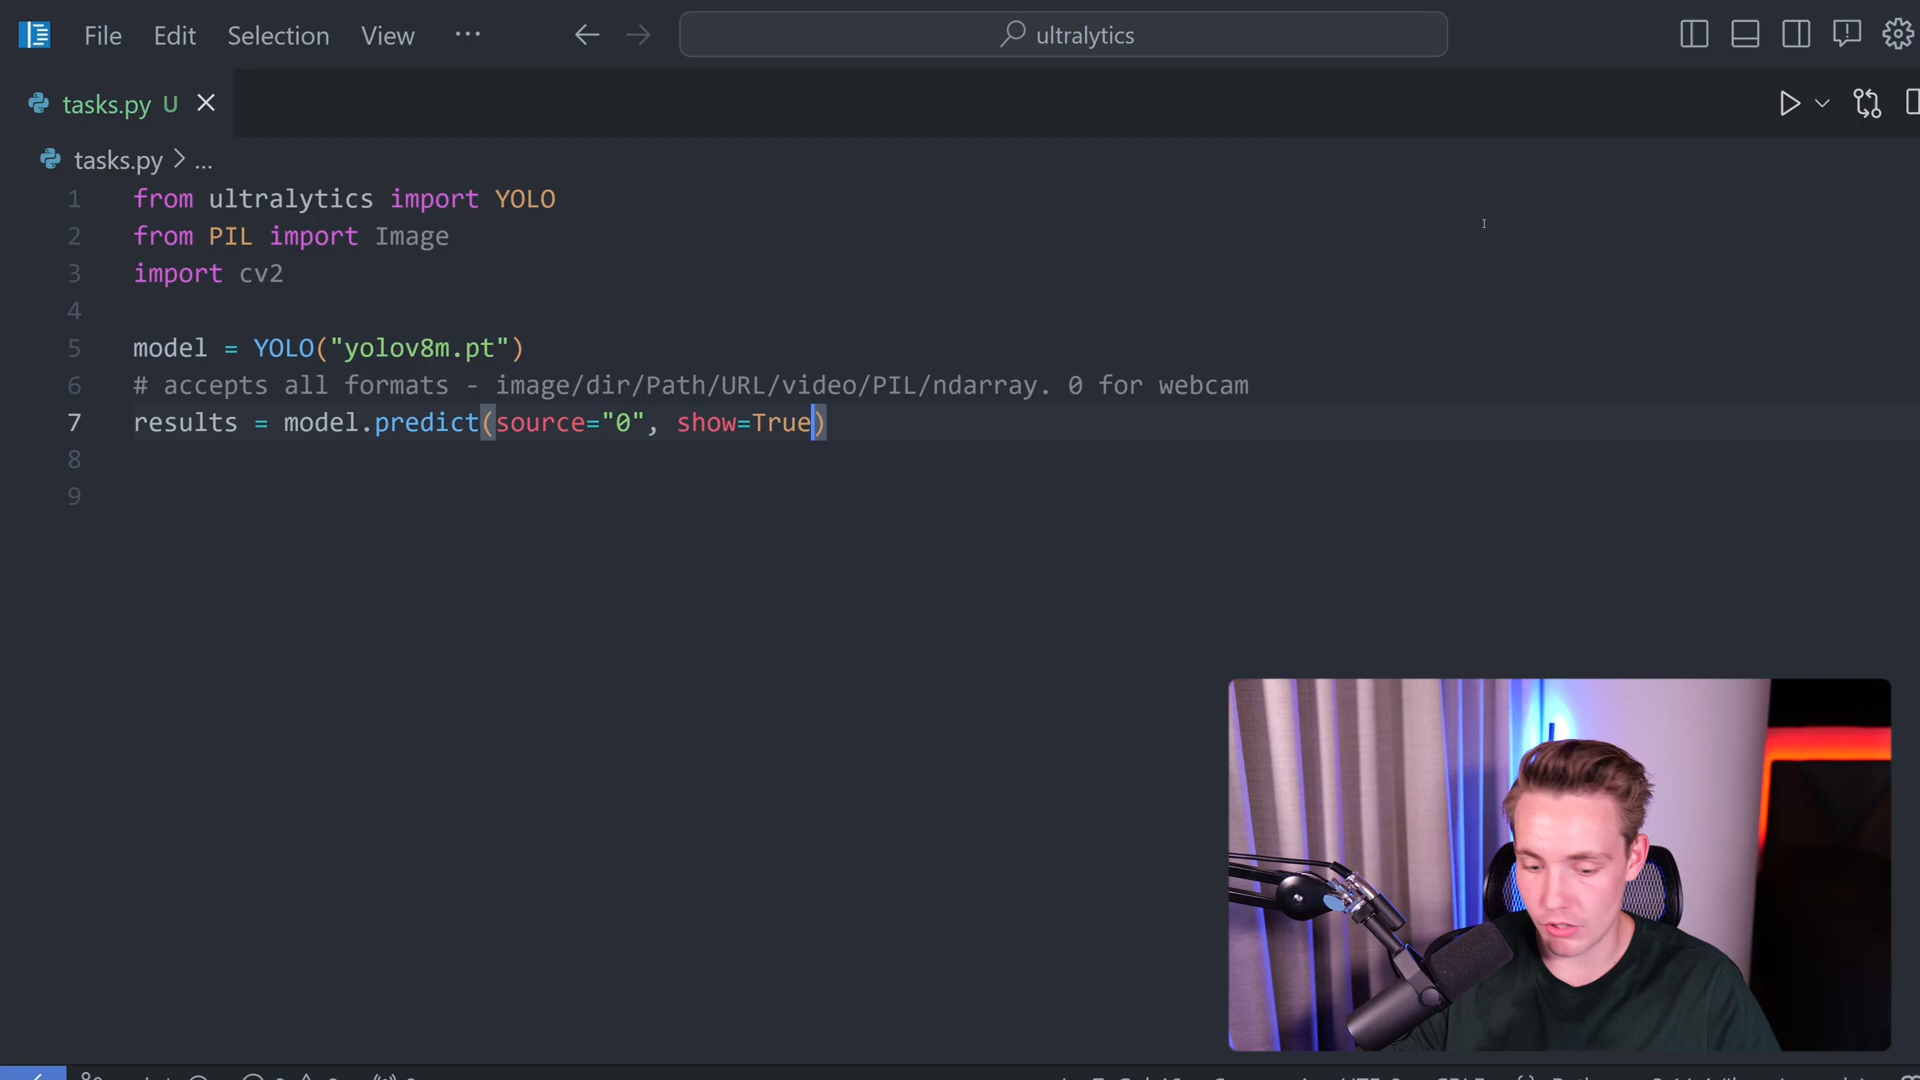 File Edit Selection View ...
ultralytics
tasks.py U
tasks.py > ...
1 from ultralytics import YOLO
2 from PIL import Image
3 import cv2
4
5 model = YOLO("yolov8m.pt")
6 # accepts all formats - image/dir/Path/URL/video/PIL/ndarray. 0 for webcam
7 results = model.predict(source="0", show=True)
8
9